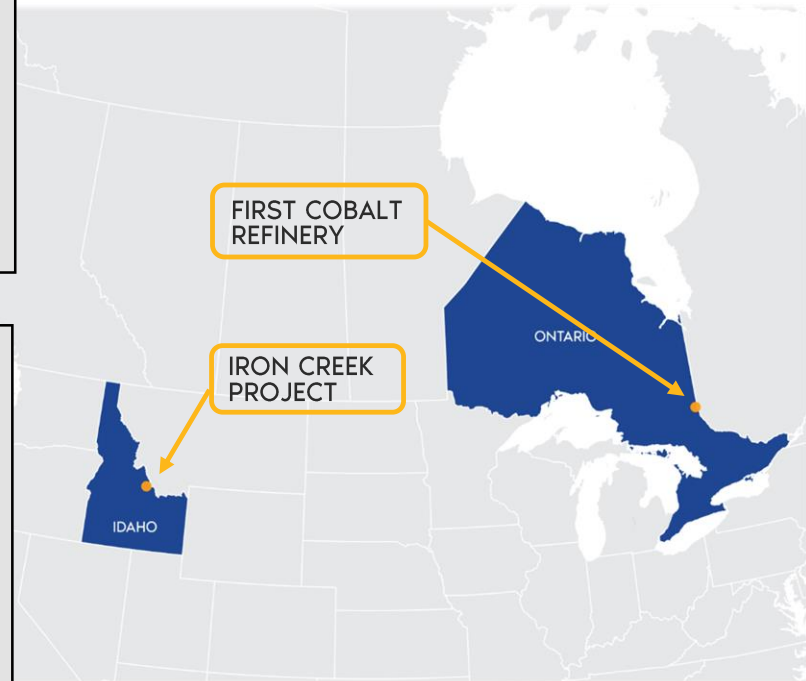 FIRST COBALT
REFINERY
ONTARIO
IRON CREEK
PROJECT
IDAHO